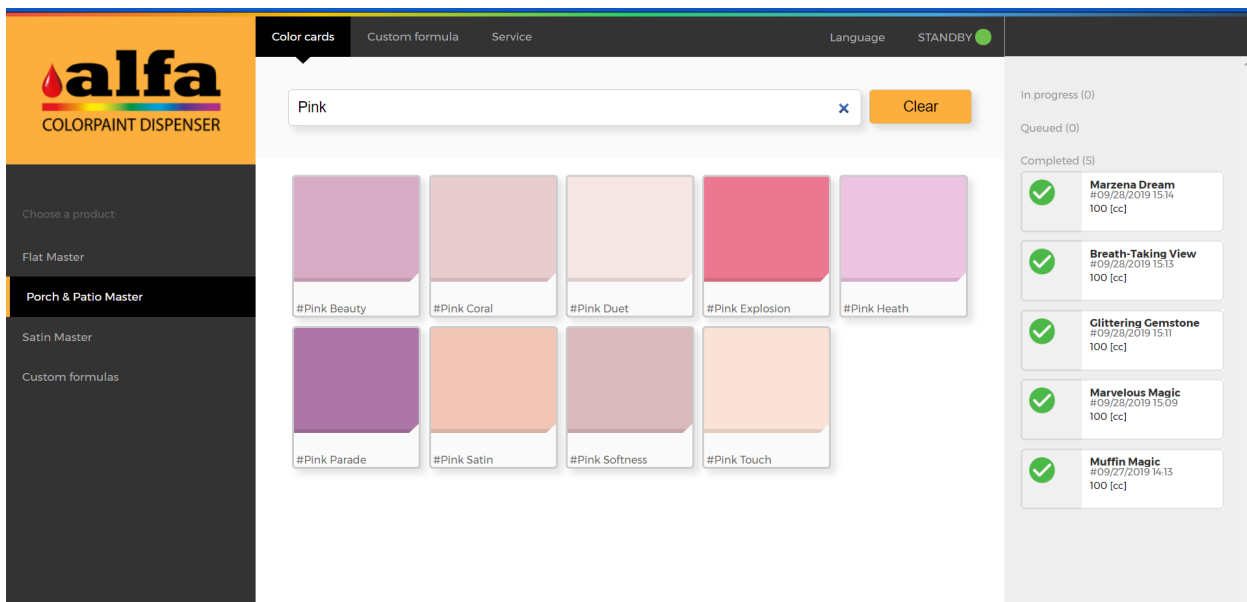 alfa
COLORPAINT DISPENSER
Color cards
Custom formula
Service
Language
STANDBY
Pink
×
Clear
Choose a product:
Flat Master
Porch & Patio Master
Satin Master
Custom formulas
#Pink Beauty
#Pink Coral
#Pink Duet
#Pink Explosion
#Pink Heath
#Pink Parade
#Pink Satin
#Pink Softness
#Pink Touch
In progress (0)
Queued (0)
Completed (5)
Marzena Dream
#09/28/2019 15:14
100 [cc]
Breath-Taking View
#09/28/2019 15:13
100 [cc]
Glittering Gemstone
#09/28/2019 15:11
100 [cc]
Marvelous Magic
#09/28/2019 15:09
100 [cc]
Muffin Magic
#09/27/2019 14:13
100 [cc]